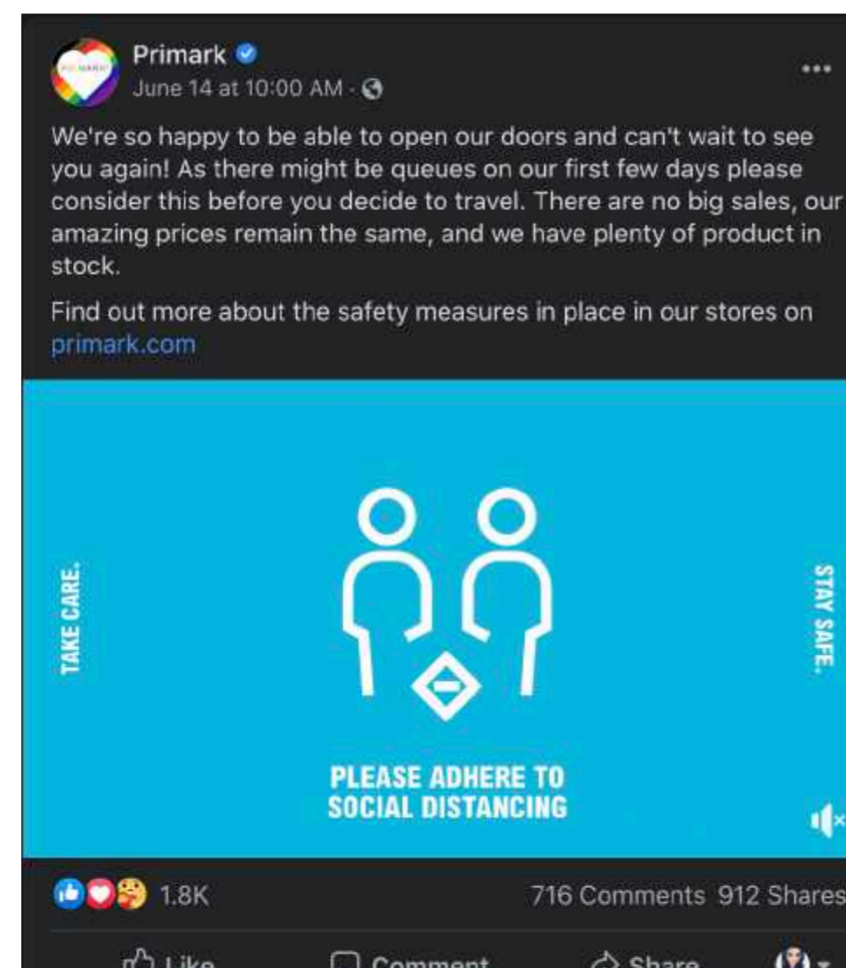 Primark
June 14 at 10:00 AM ·
We're so happy to be able to open our doors and can't wait to see
you again! As there might be queues on our first few days please
consider this before you decide to travel. There are no big sales, our
amazing prices remain the same, and we have plenty of product in
stock.
Find out more about the safety measures in place in our stores on
primark.com
TAKE CARE.
STAY SAFE.
PLEASE ADHERE TO
SOCIAL DISTANCING
1.8K
716 Comments 912 Shares
Like Comment Share